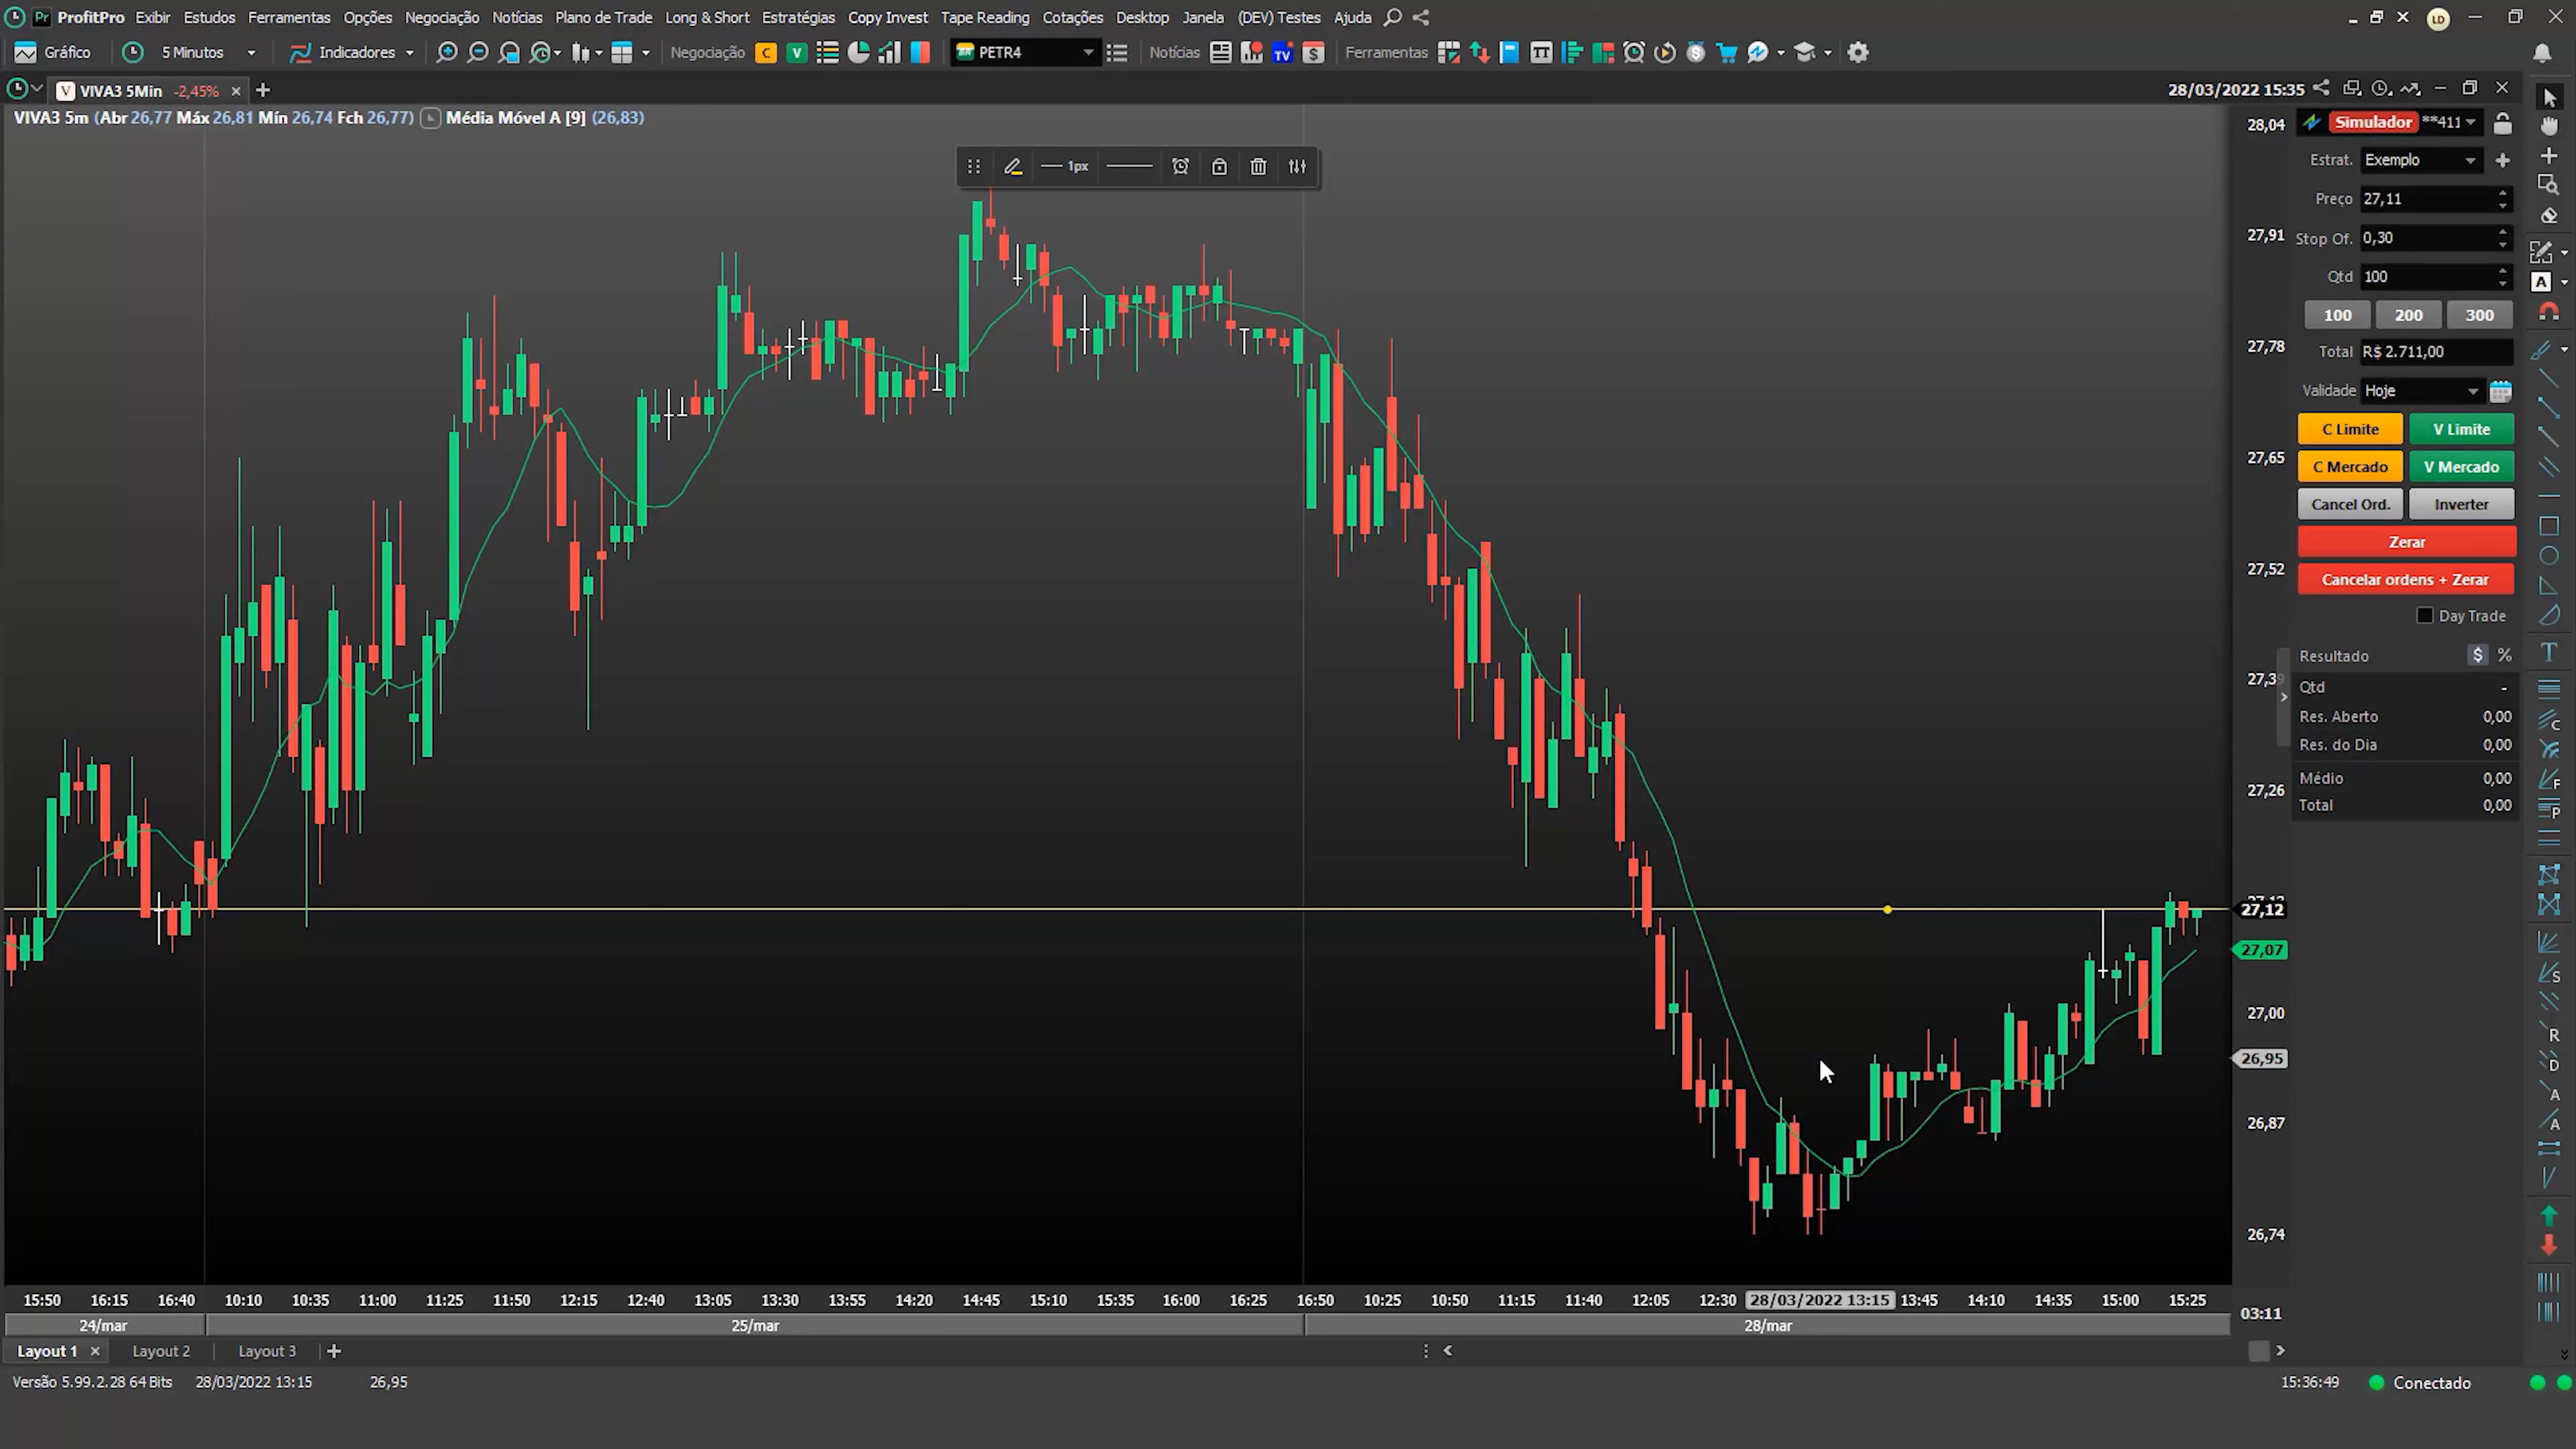 ProfitPro Exibir Estudos Ferramentas Opções Negociação Notícias Plano de Trade Long & Short Estratégias Copy Invest Tape Reading Cotações Desktop Janela (DEV) Testes Ajuda LD
Gráfico 5 Minutos Indicadores Negociação C V PETR4 Notícias TV $ Ferramentas TT
V VIVA3 5Min -2,45% 28/03/2022 15:35
VIVA3 5m (Abr 26,77 Máx 26,81 Mín 26,74 Fch 26,77) Média Móvel A [9] (26,83)
1px
28,04
27,91
27,78
27,65
27,52
27,39
27,26
27,12
27,07
27,00
26,95
26,87
26,74
Simulador **411
Estrat. Exemplo
Preço 27,11
Stop Of. 0,30
Qtd 100
100 200 300
Total R$ 2.711,00
Validade Hoje
C Limite V Limite
C Mercado V Mercado
Cancel Ord. Inverter
Zerar
Cancelar ordens + Zerar
Day Trade
Resultado $ %
Qtd -
Res. Aberto 0,00
Res. do Dia 0,00
Médio 0,00
Total 0,00
A
T
C
F
P
S
R
D
A
A
15:50 16:15 16:40 10:10 10:35 11:00 11:25 11:50 12:15 12:40 13:05 13:30 13:55 14:20 14:45 15:10 15:35 16:00 16:25 16:50 10:25 10:50 11:15 11:40 12:05 12:30 28/03/2022 13:15 13:45 14:10 14:35 15:00 15:25
24/mar 25/mar 28/mar 03:11
Layout 1 Layout 2 Layout 3
Versão 5.99.2.28 64 Bits 28/03/2022 13:15 26,95 15:36:49 Conectado